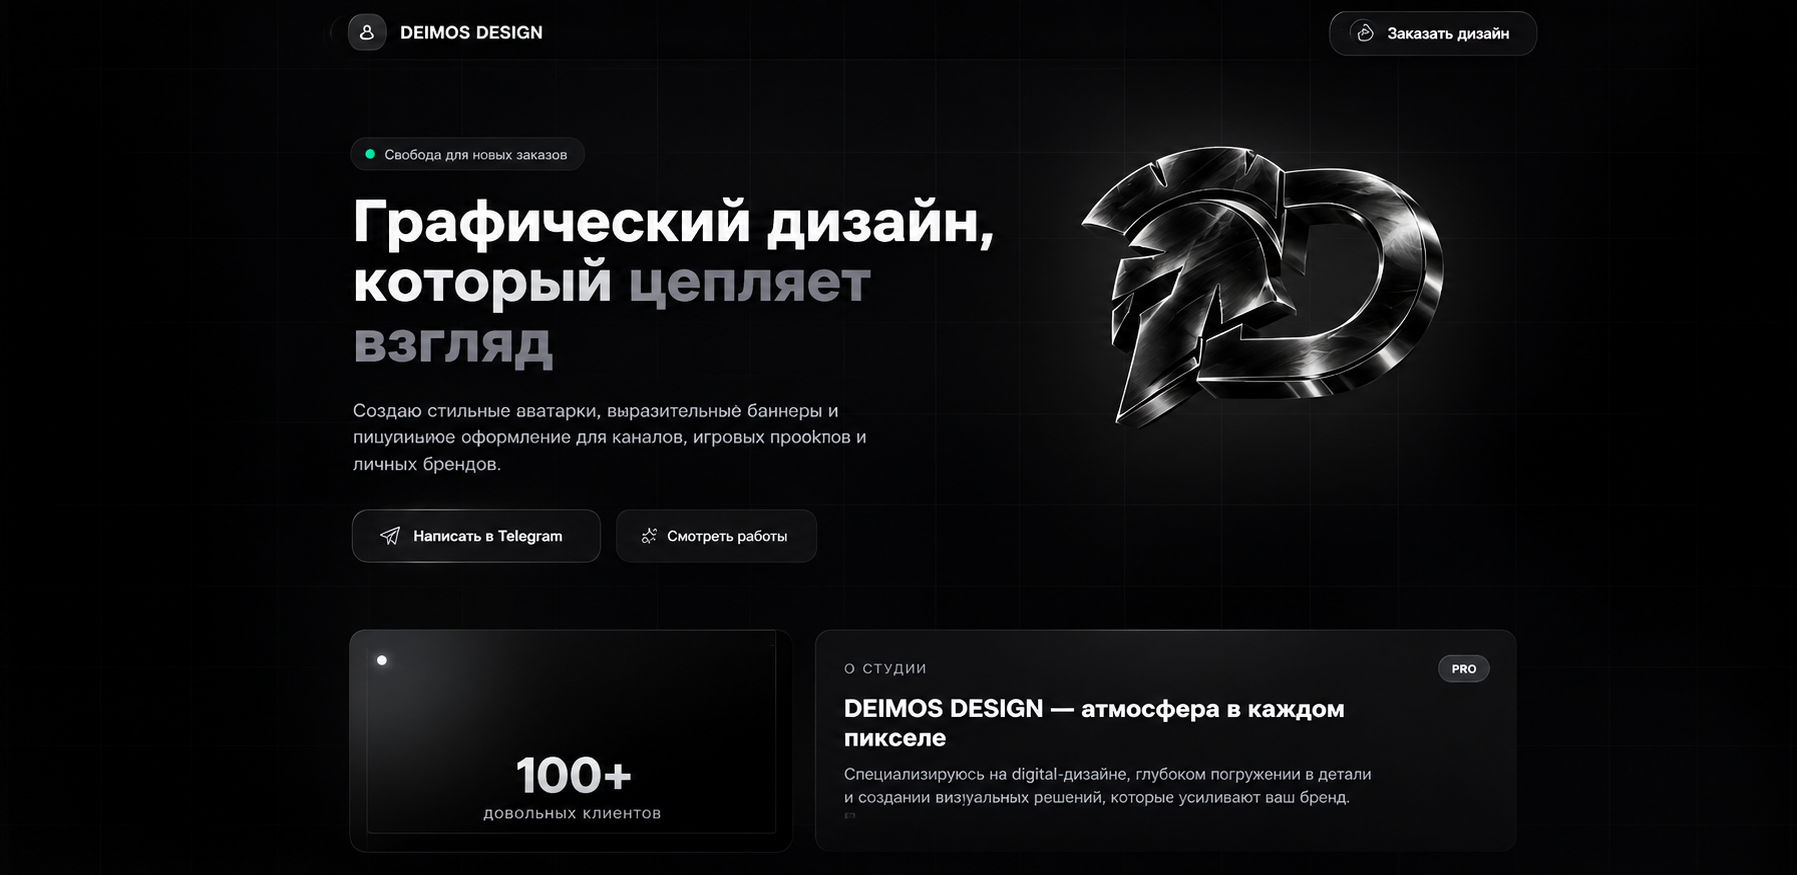 DEIMOS DESIGN
Заказать дизайн
Свобода для новых заказов
Графический дизайн,
который цепляет
взгляд
Создаю стильные аватарки, выразительные баннеры и
оформление для каналов, игровых и
личных брендов.
Написать в Telegram
Смотреть работы
100+
довольных клиентов
О СТУДИИ
PRO
DEIMOS DESIGN — атмосфера в каждом
пикселе
Специализируюсь на digital-дизайне, глубоком погружении в детали
и создании визуальных решений, которые усиливают ваш бренд.